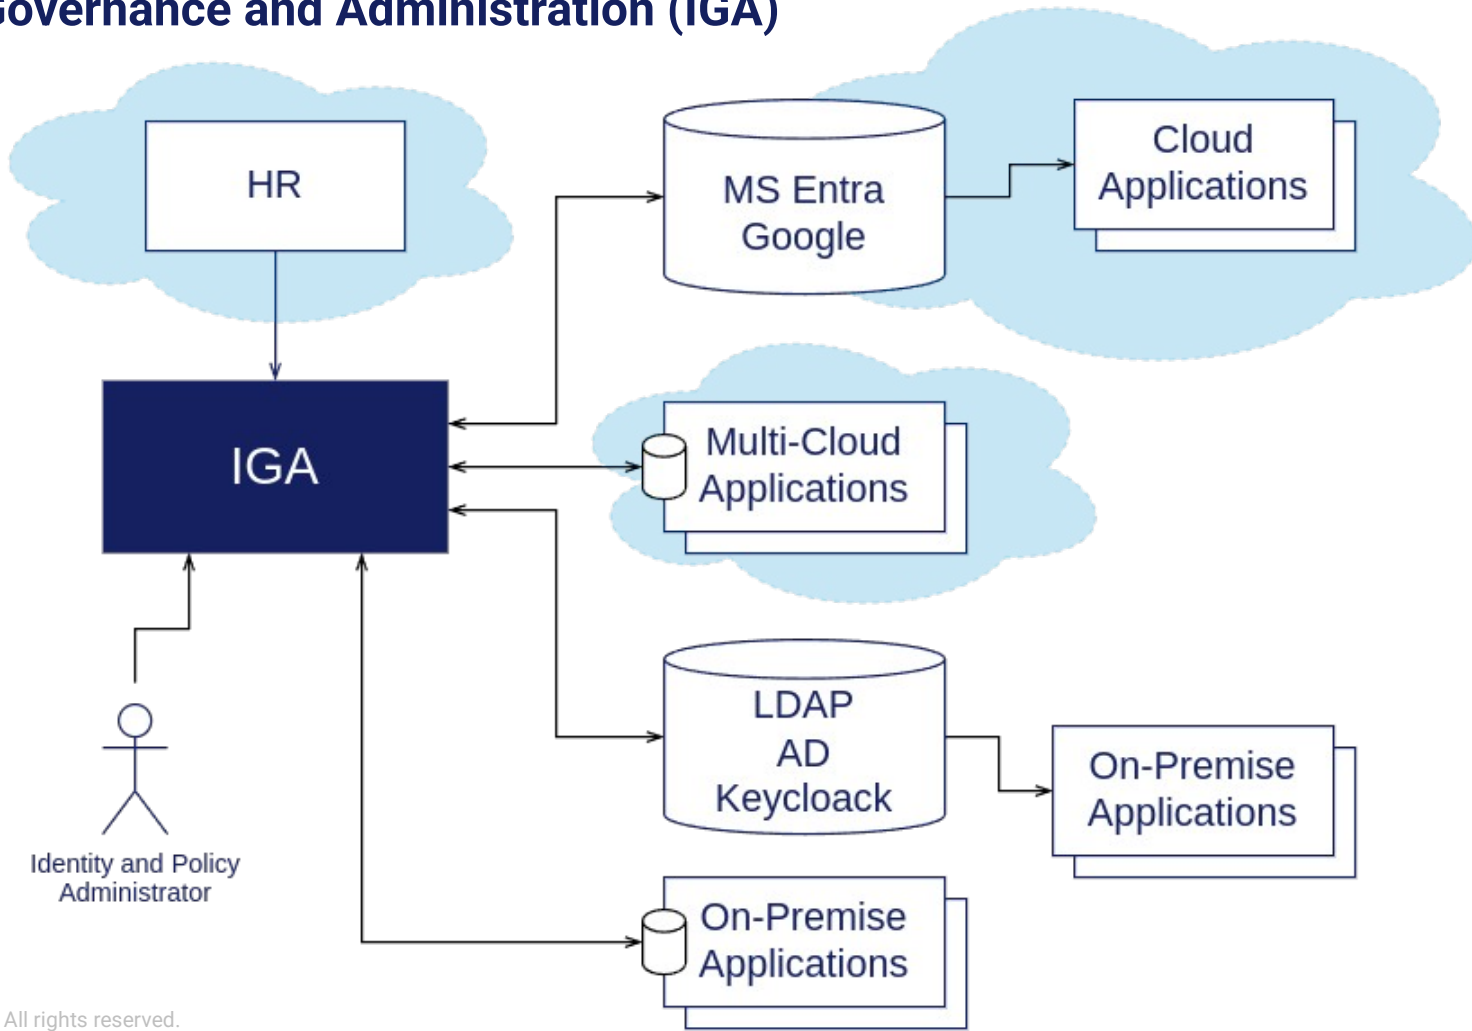 Governance and Administration (IGA)
HR
MS Entra
Google
Cloud
Applications
IGA
Multi-Cloud
Applications
LDAP
AD
Keycloack
On-Premise
Applications
Identity and Policy
Administrator
On-Premise
Applications
All rights reserved.